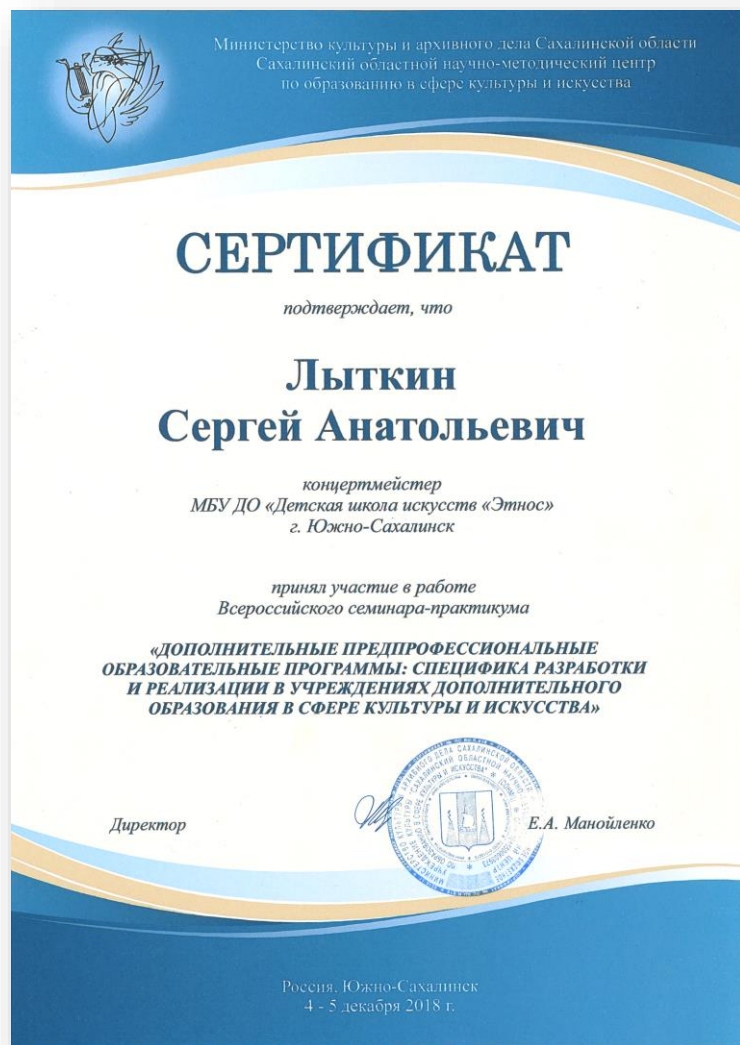 Министерство культуры и архивного дела Сахалинской области
Сахалинский областной научно-методический центр
по образованию в сфере культуры и искусства
СЕРТИФИКАТ
подтверждает, что
Лыткин
Сергей Анатольевич
концертмейстер
МБУ ДО «Детская школа искусств «Этнос»
г. Южно-Сахалинск
принял участие в работе
Всероссийского семинара-практикума
«ДОПОЛНИТЕЛЬНЫЕ ПРЕДПРОФЕССИОНАЛЬНЫЕ
ОБРАЗОВАТЕЛЬНЫЕ ПРОГРАММЫ: СПЕЦИФИКА РАЗРАБОТКИ
И РЕАЛИЗАЦИИ В УЧРЕЖДЕНИЯХ ДОПОЛНИТЕЛЬНОГО
ОБРАЗОВАНИЯ В СФЕРЕ КУЛЬТУРЫ И ИСКУССТВА»
Директор
Е.А. Манойленко
Россия, Южно-Сахалинск
4 - 5 декабря 2018 г.